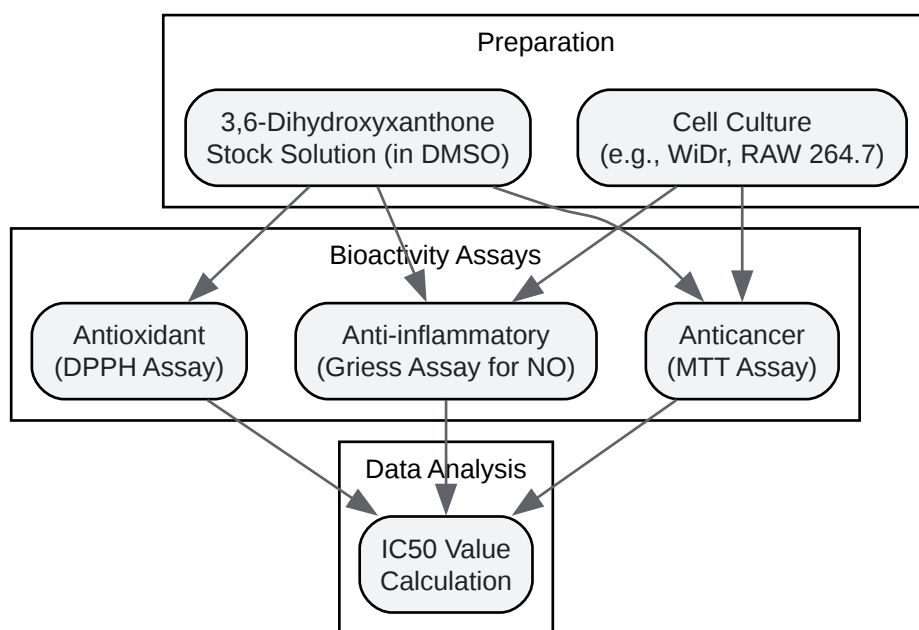 Preparation
3,6-Dihydroxyxanthone
Stock Solution (in DMSO)
Cell Culture
(e.g., WiDr, RAW 264.7)
Bioactivity Assays
Antioxidant
(DPPH Assay)
Anti-inflammatory
(Griess Assay for NO)
Anticancer
(MTT Assay)
Data Analysis
IC50 Value
Calculation